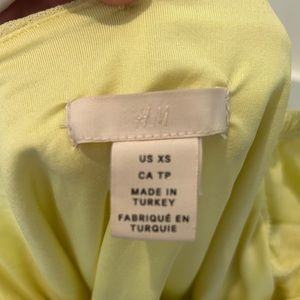 H&M
US XS
CA TP
MADE IN
TURKEY
FABRIQUÉ EN
TURQUIE